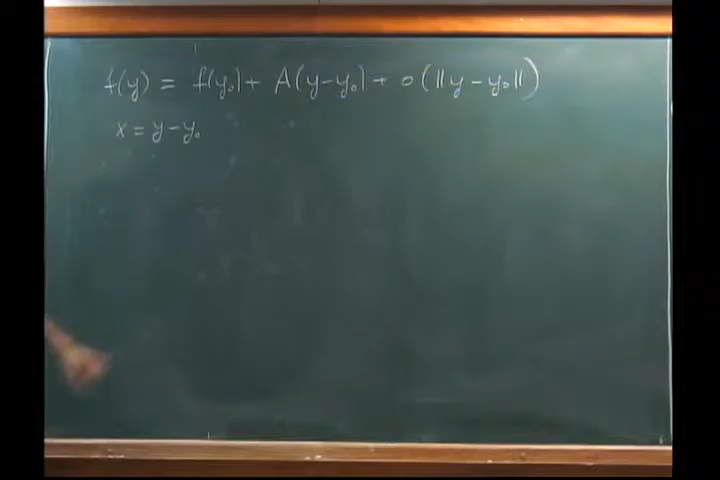 f(y) = f(y₀) + A(y-y₀) + o(‖y-y₀‖)
x = y-y₀